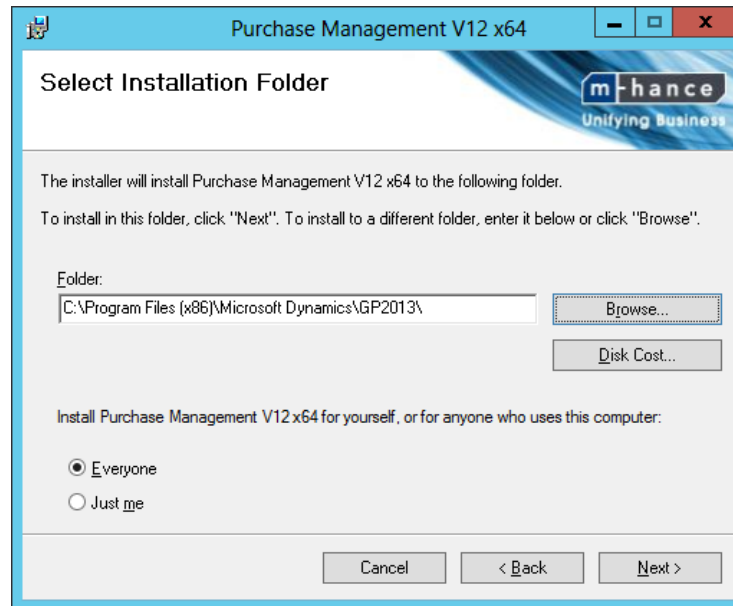 Purchase Management V12 x64
Select Installation Folder
m-hance
Unifying Business
The installer will install Purchase Management V12 x64 to the following folder.
To install in this folder, click "Next". To install to a different folder, enter it below or click "Browse".
Folder:
C:\Program Files (x86)\Microsoft Dynamics\GP2013\
Browse...
Disk Cost...
Install Purchase Management V12 x64 for yourself, or for anyone who uses this computer:
Everyone
Just me
Cancel
< Back
Next >